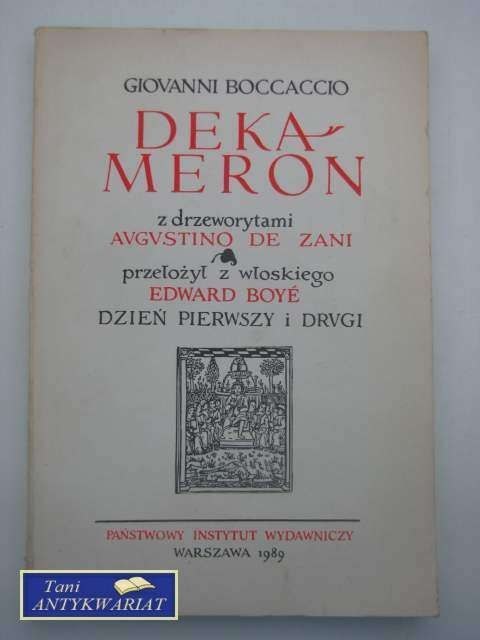 GIOVANNI BOCCACCIO
DEKA
MERON
z drzeworytami
AVGVSTINO DE ZANI
przełożył z włoskiego
EDWARD BOYÉ
DZIEŃ PIERWSZY i DRVGI
PAŃSTWOWY INSTYTUT WYDAWNICZY
WARSZAWA 1989
Tani
ANTYKWARIAT